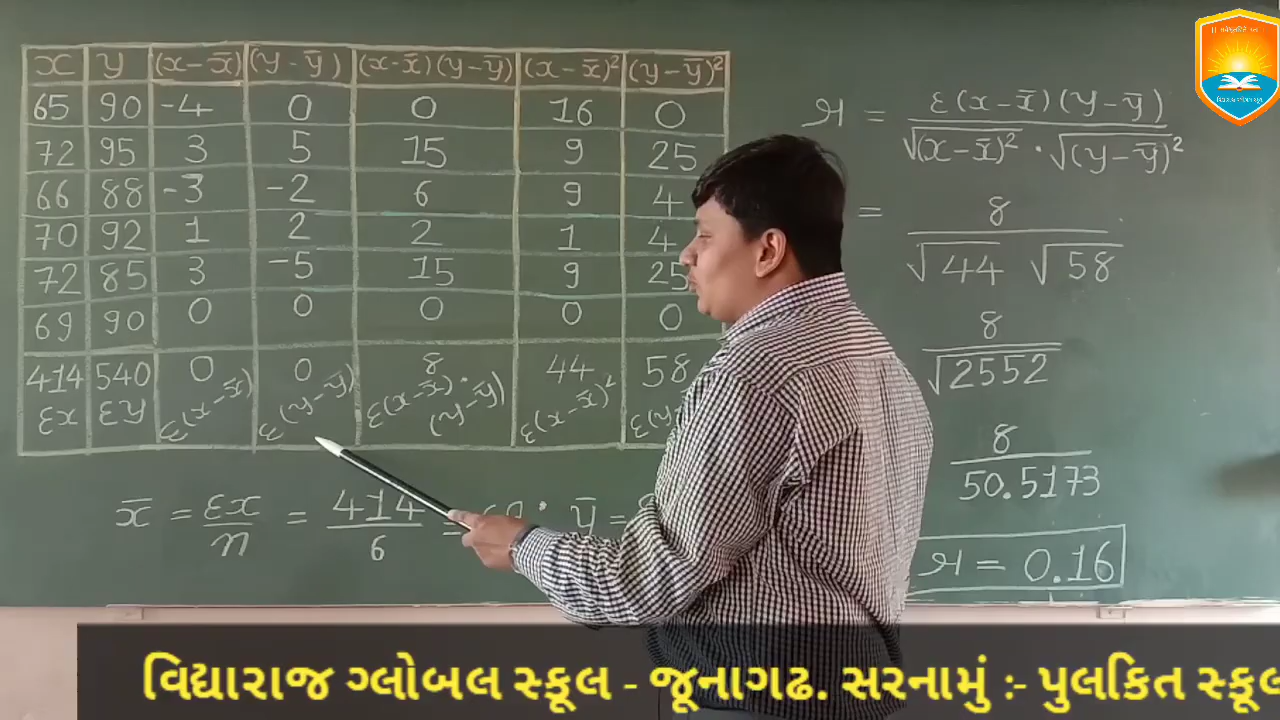 x y (x-x̄) (y-ȳ) (x-x̄)(y-ȳ) (x-x̄)² (y-ȳ)²
65 90 -4 0 0 16 0
72 95 3 5 15 9 25
66 88 -3 -2 6 9 4
70 92 1 2 2 1 4
72 85 3 -5 15 9 25
69 90 0 0 0 0 0
414 540 0 0 8 44 58
Σx Σy Σ(x-x̄) Σ(y-ȳ) Σ(x-x̄)·(y-ȳ) Σ(x-x̄)²
x̄ = Σx/n = 414/6 = ȳ =
r = Σ(x-x̄)(y-ȳ) / √(x-x̄)² · √(y-ȳ)²
= 8 / √44 √58
8 / √2552
8 / 50.5173
r = 0.16
વિદ્યારાજ ગ્લોબલ સ્કૂલ - જૂનાગઢ. સરનામું :- પુલકિત સ્કૂલ